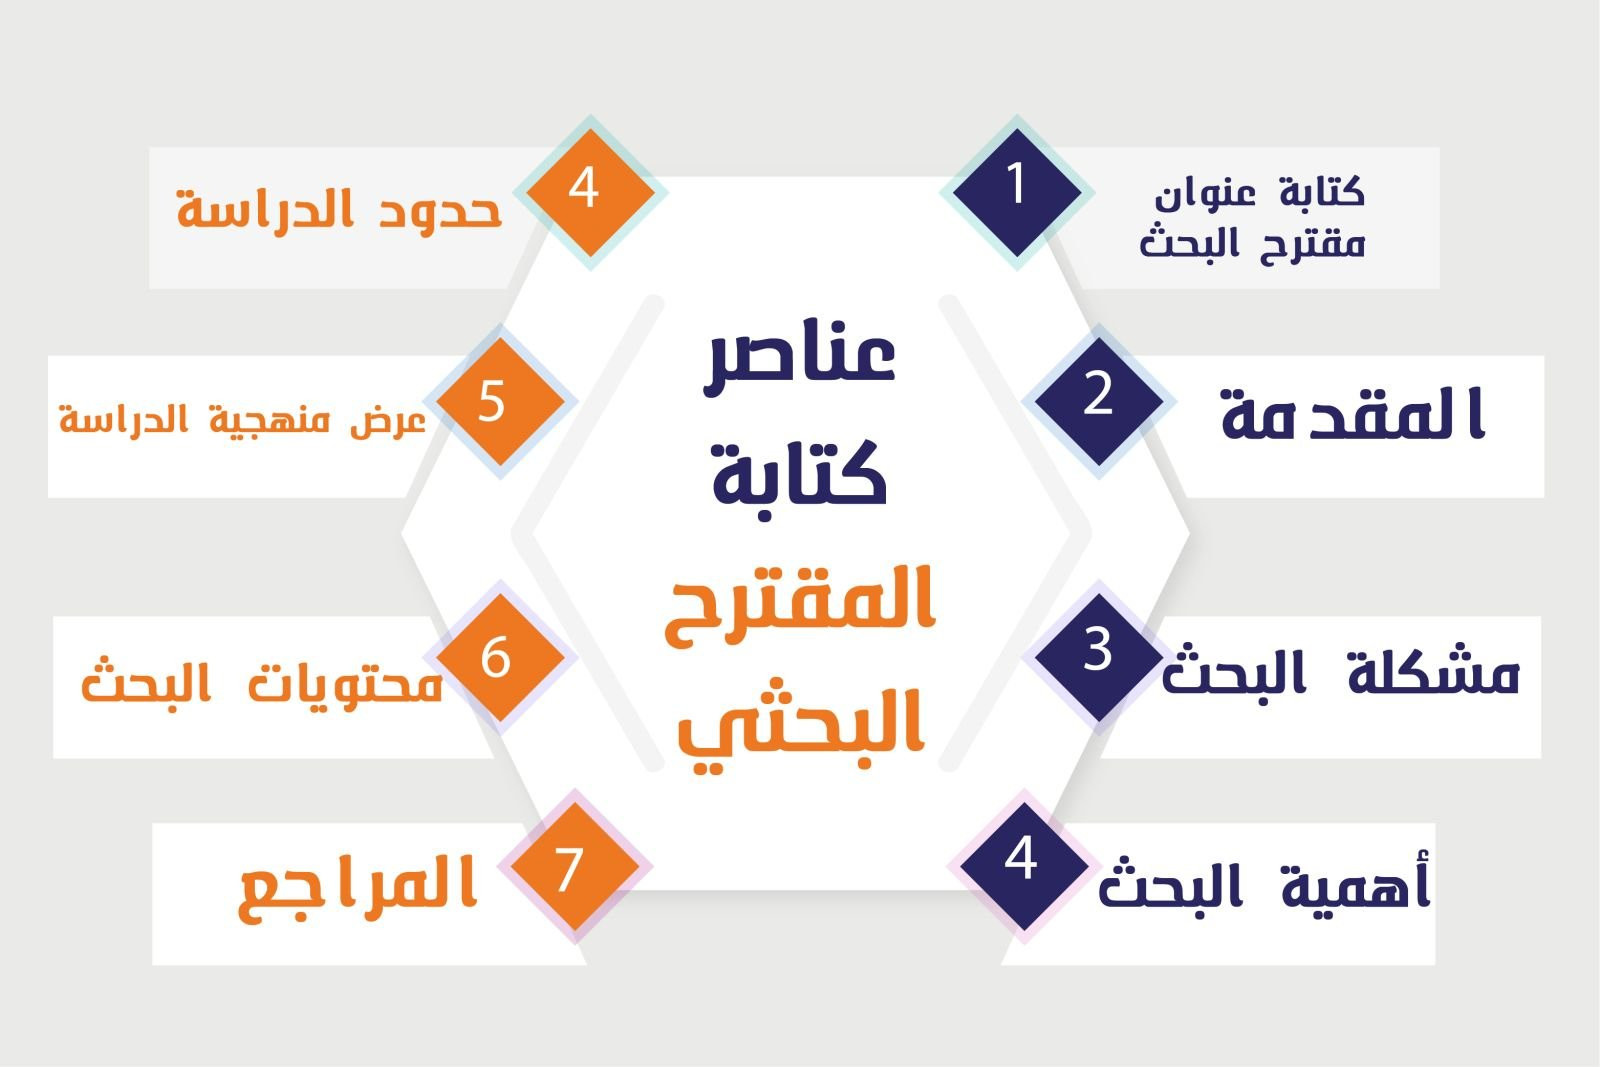 عناصر
كتابة
المقترح
البحثي
1
كتابة عنوان
مقترح البحث
2
المقدمة
3
مشكلة البحث
4
أهمية البحث
4
حدود الدراسة
5
عرض منهجية الدراسة
6
محتويات البحث
7
المراجع